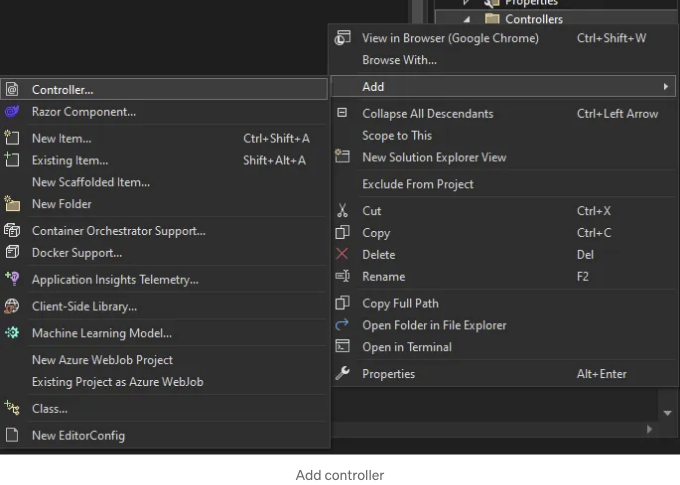 Properties
Controllers
View in Browser (Google Chrome) Ctrl+Shift+W
Browse With...
Add
Collapse All Descendants Ctrl+Left Arrow
Scope to This
New Solution Explorer View
Exclude From Project
Cut Ctrl+X
Copy Ctrl+C
Delete Del
Rename F2
Copy Full Path
Open Folder in File Explorer
Open in Terminal
Properties Alt+Enter
Controller...
Razor Component...
New Item... Ctrl+Shift+A
Existing Item... Shift+Alt+A
New Scaffolded Item...
New Folder
Container Orchestrator Support...
Docker Support...
Application Insights Telemetry...
Client-Side Library...
Machine Learning Model...
New Azure WebJob Project
Existing Project as Azure WebJob
Class...
New EditorConfig
Add controller